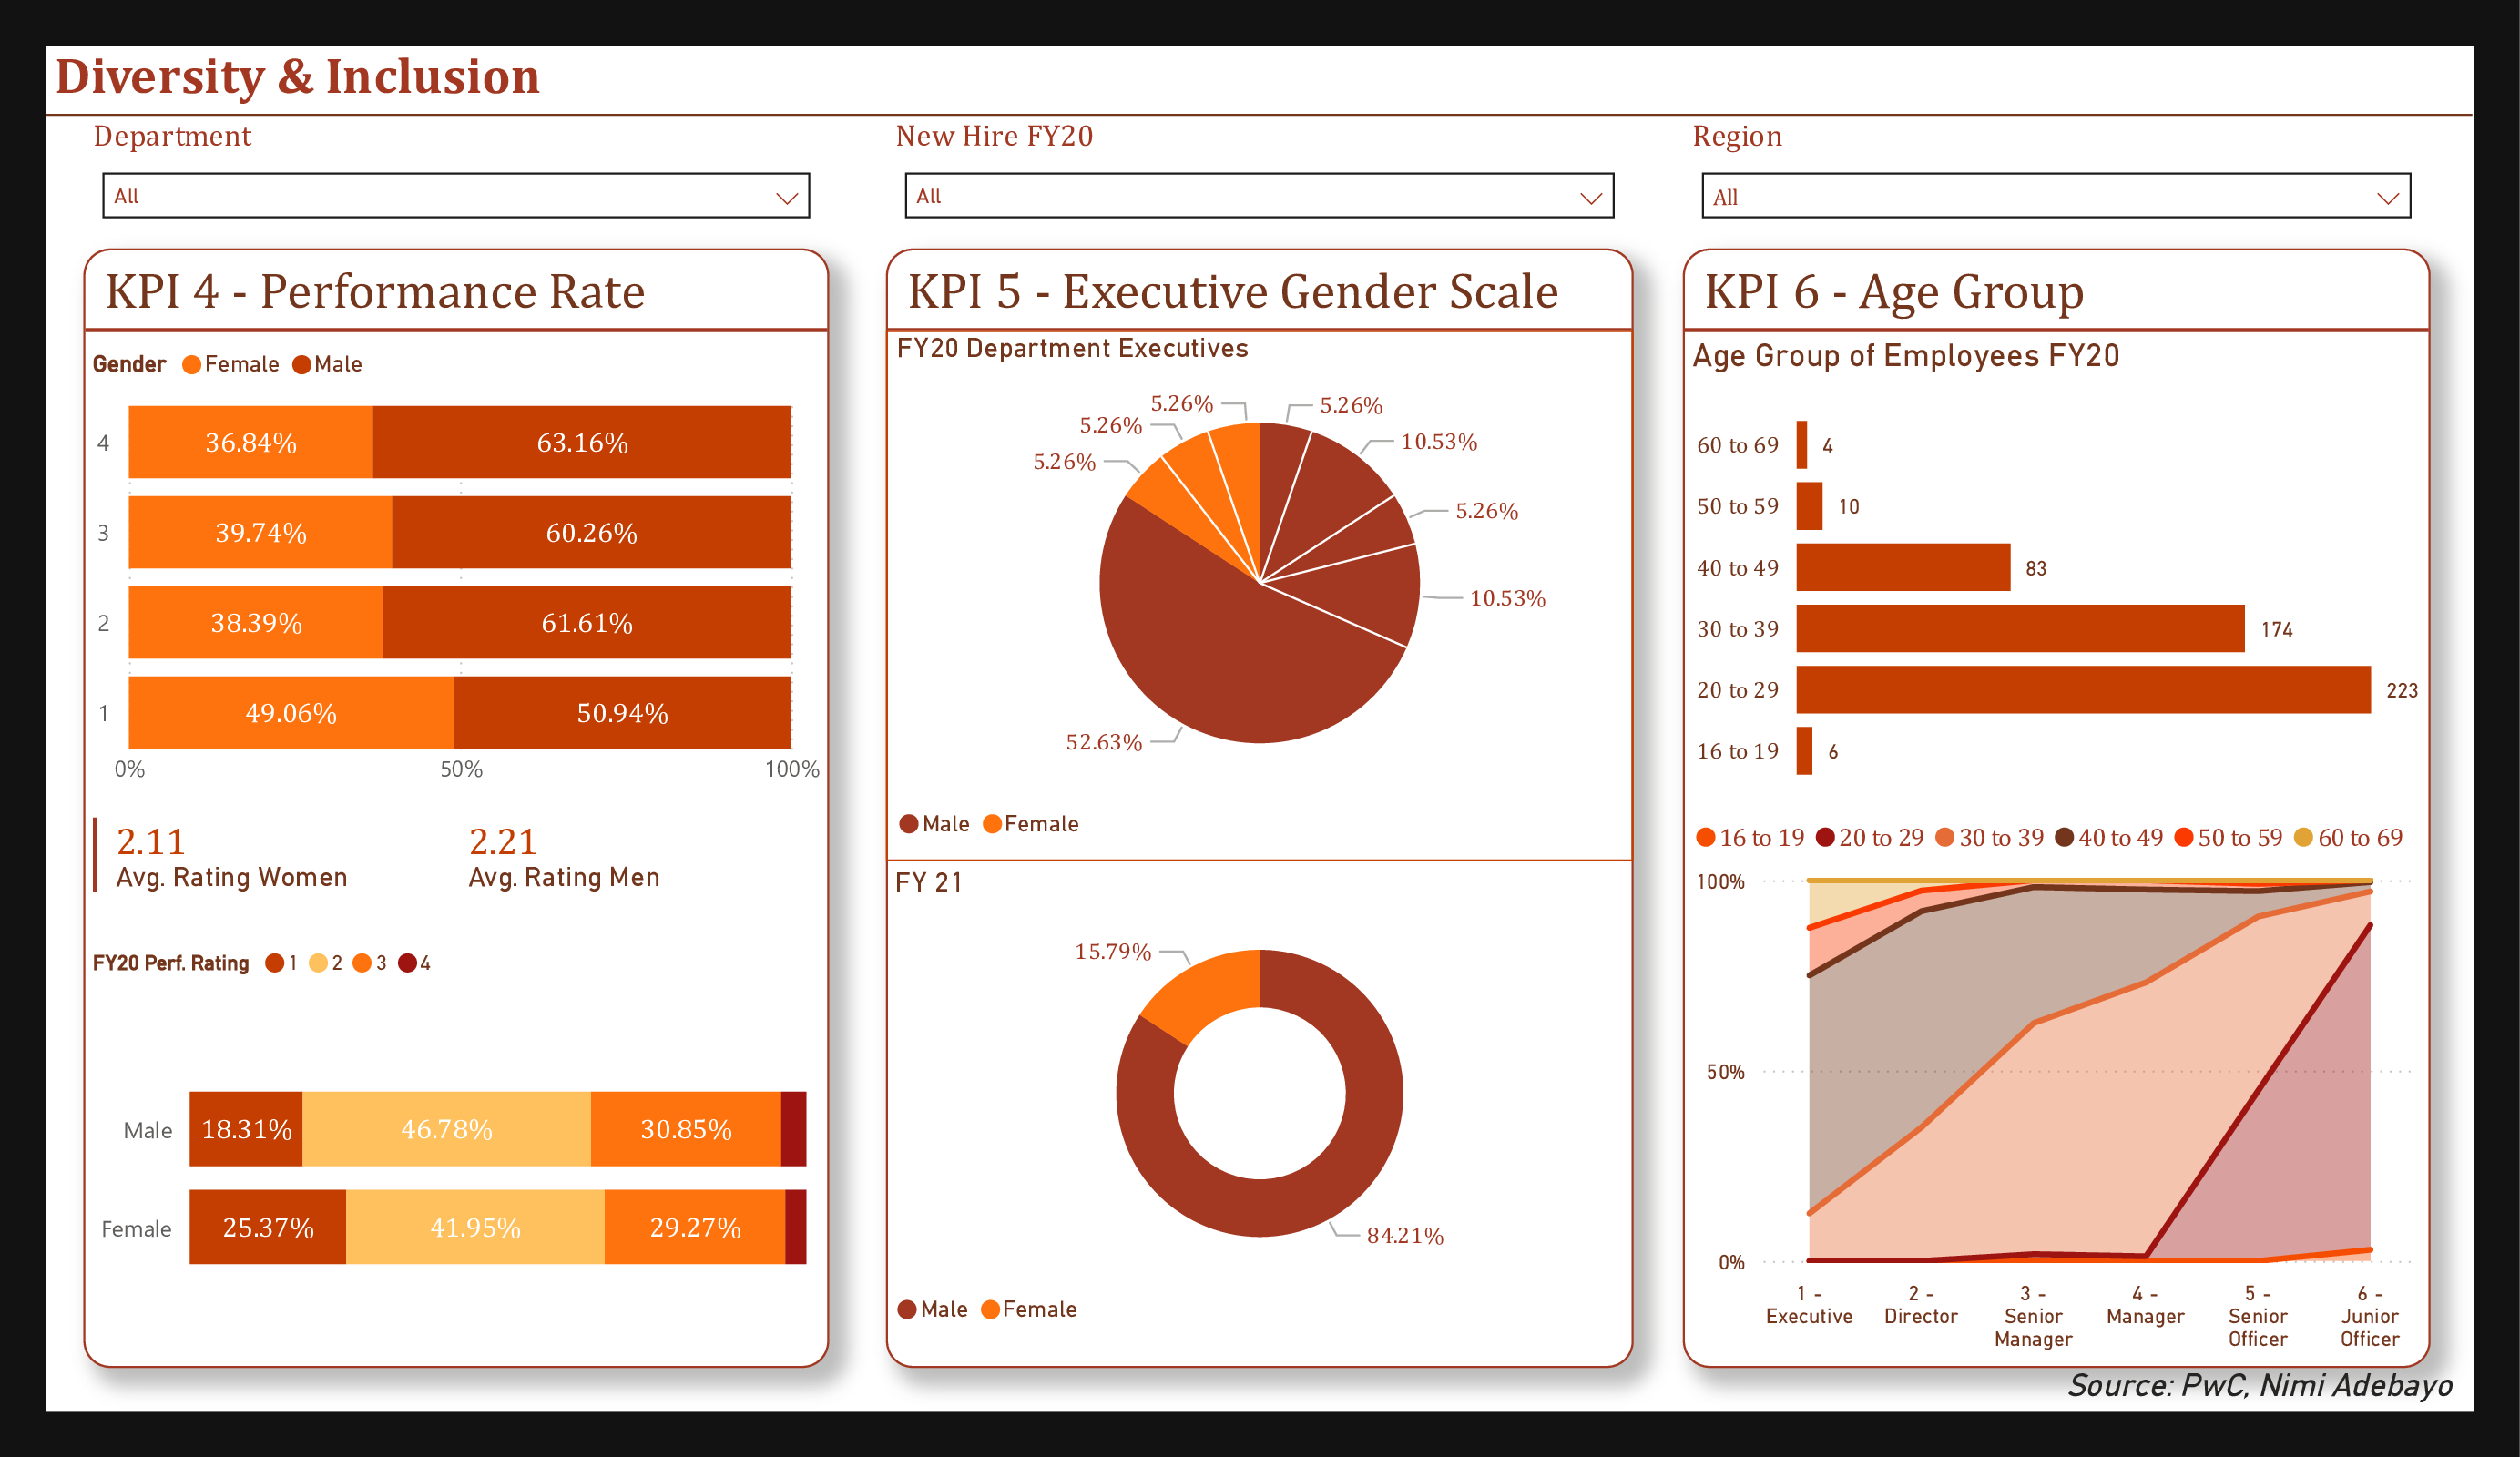 Diversity & Inclusion
Department
New Hire FY20
Region
All
All
All
KPI 4 - Performance Rate
Gender Female Male
4 36.84% 63.16%
3 39.74% 60.26%
2 38.39% 61.61%
1 49.06% 50.94%
0% 50% 100%
2.11 2.21
Avg. Rating Women Avg. Rating Men
FY20 Perf. Rating 1 2 3 4
Male 18.31% 46.78% 30.85%
Female 25.37% 41.95% 29.27%
KPI 5 - Executive Gender Scale
FY20 Department Executives
5.26% 5.26%
5.26% 10.53%
5.26%
5.26%
10.53%
52.63%
Male Female
FY 21
15.79%
84.21%
Male Female
KPI 6 - Age Group
Age Group of Employees FY20
60 to 69 4
50 to 59 10
40 to 49 83
30 to 39 174
20 to 29 223
16 to 19 6
16 to 19 20 to 29 30 to 39 40 to 49 50 to 59 60 to 69
100%
50%
0%
1 - 2 - 3 - 4 - 5 - 6 -
Executive Director Senior Manager Senior Junior
Manager Officer Officer
Source: PwC, Nimi Adebayo